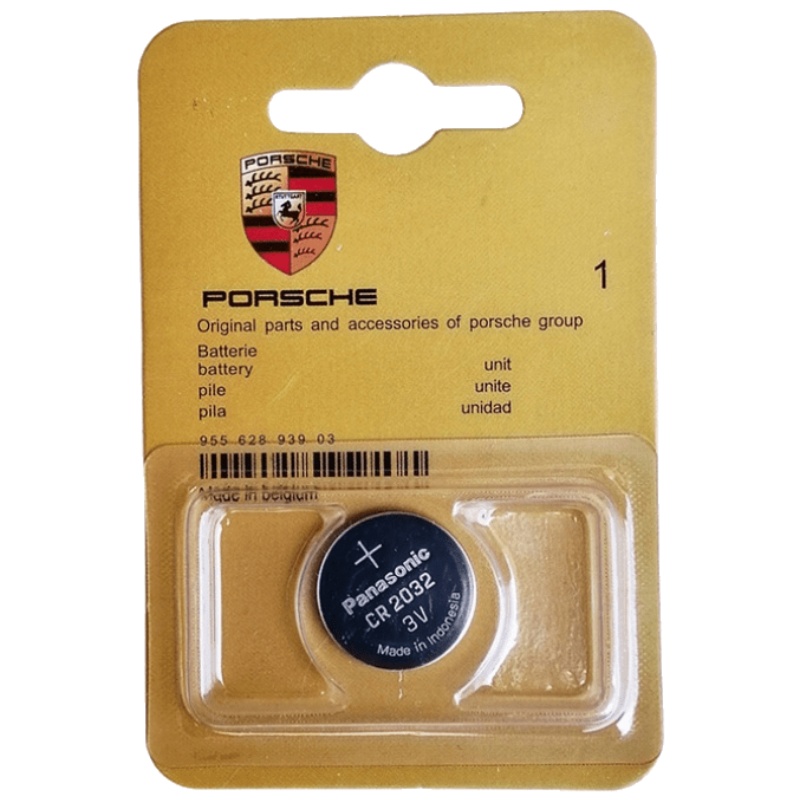 PORSCHE
STUTTGART
PORSCHE
1
Original parts and accessories of porsche group
Batterie
battery unit
pile unite
pila unidad
955 628 939 03
Made in belgium
+
Panasonic
CR 2032
3V
Made in Indonesia